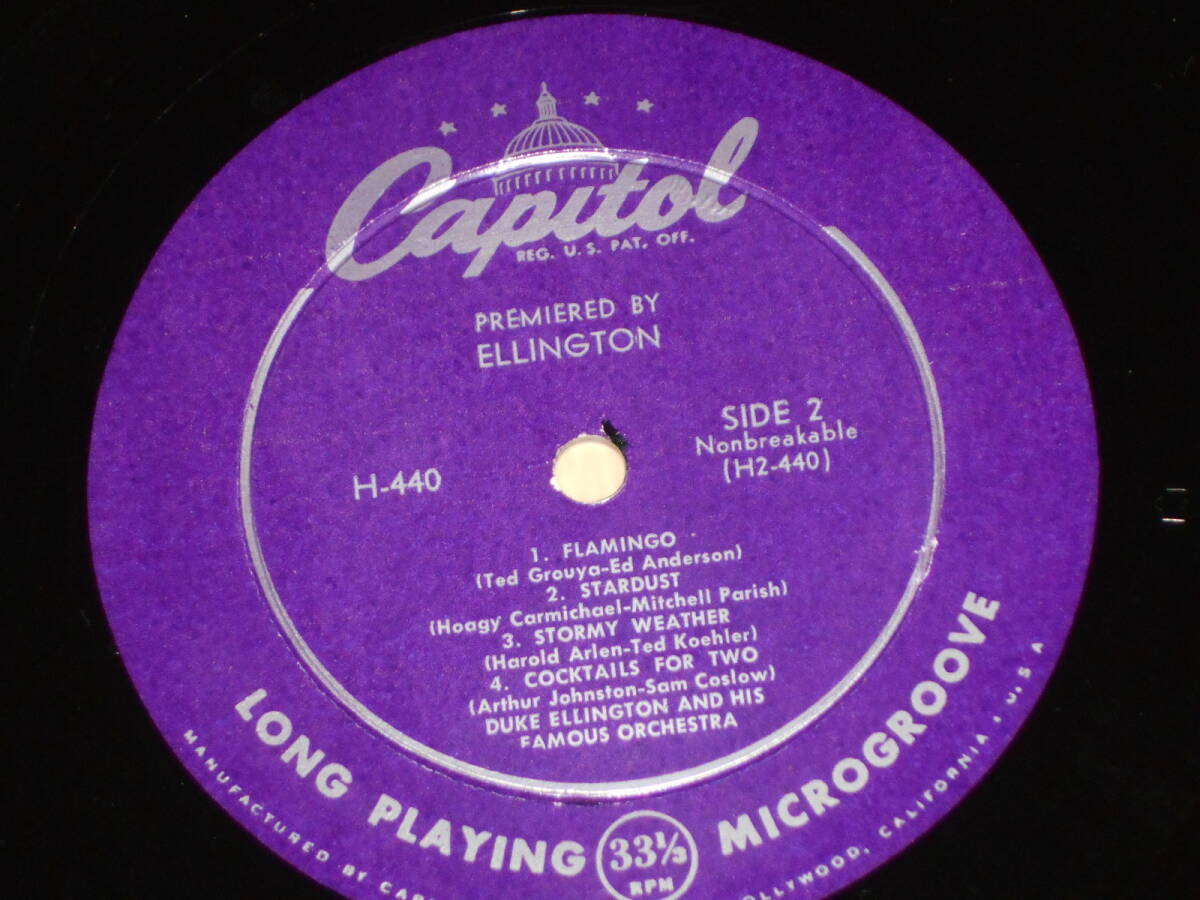 Capitol
REG. U.S. PAT. OFF.
PREMIERED BY
ELLINGTON
SIDE 2
Nonbreakable
(H2-440)
H-440
1. FLAMINGO
(Ted Grouya-Ed Anderson)
2. STARDUST
(Hoagy Carmichael-Mitchell Parish)
3. STORMY WEATHER
(Harold Arlen-Ted Koehler)
4. COCKTAILS FOR TWO
(Arthur Johnston-Sam Coslow)
DUKE ELLINGTON AND HIS
FAMOUS ORCHESTRA
LONG PLAYING 33⅓ RPM MICROGROOVE
MANUFACTURED BY CALIFORNIA, U.S.A